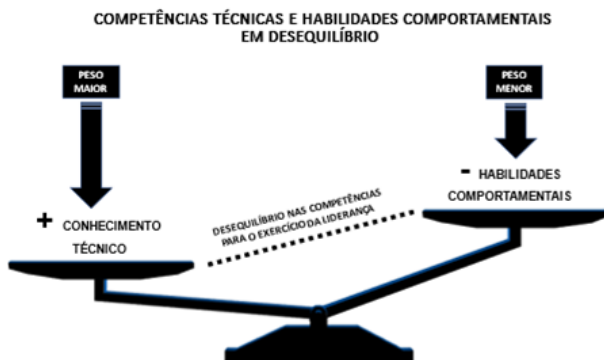 COMPETÊNCIAS TÉCNICAS E HABILIDADES COMPORTAMENTAIS
EM DESEQUILÍBRIO
PESO
MAIOR
PESO
MENOR
+ CONHECIMENTO
TÉCNICO
DESEQUILÍBRIO NAS COMPETÊNCIAS
PARA O EXERCÍCIO DA LIDERANÇA
- HABILIDADES
COMPORTAMENTAIS